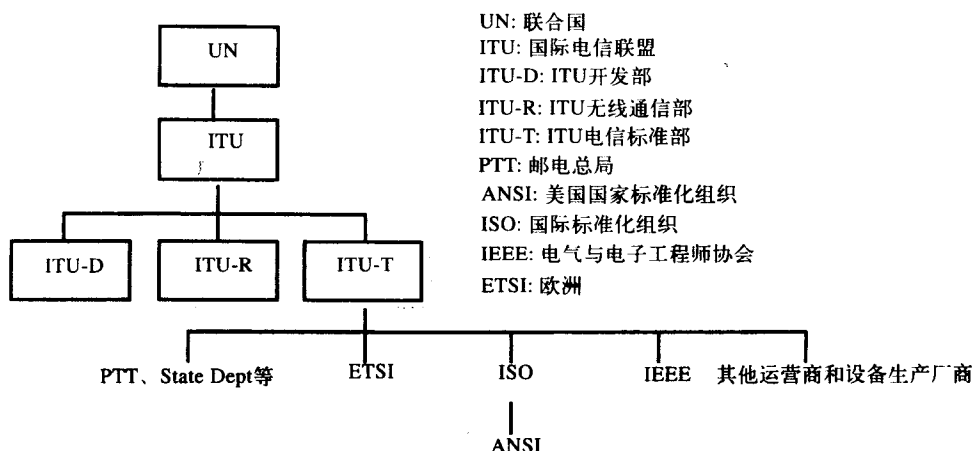 UN
ITU
ITU-D
ITU-R
ITU-T
PTT、State Dept等
ETSI
ISO
IEEE
其他运营商和设备生产厂商
ANSI
UN: 联合国
ITU: 国际电信联盟
ITU-D: ITU开发部
ITU-R: ITU无线通信部
ITU-T: ITU电信标准部
PTT: 邮电总局
ANSI: 美国国家标准化组织
ISO: 国际标准化组织
IEEE: 电气与电子工程师协会
ETSI: 欧洲